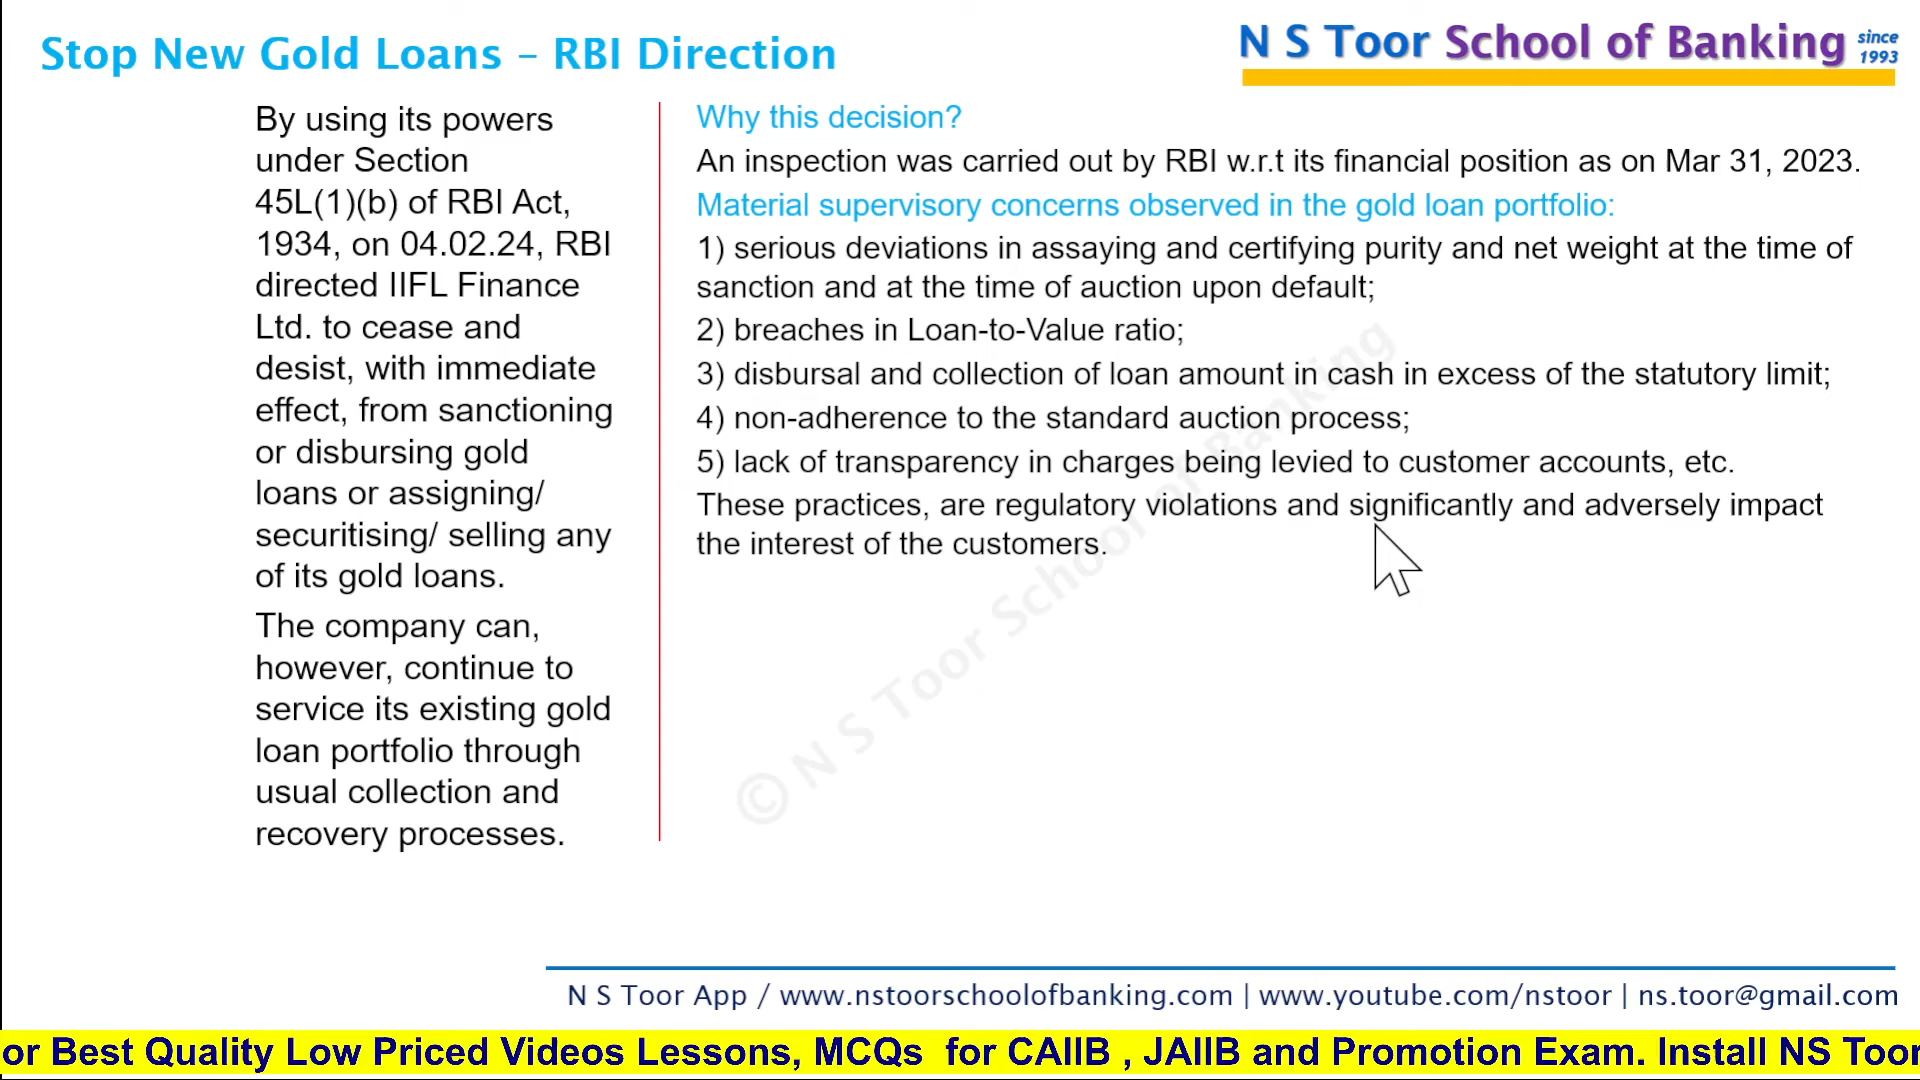 Stop New Gold Loans – RBI Direction
N S Toor School of Banking since 1993
By using its powers
under Section
45L(1)(b) of RBI Act,
1934, on 04.02.24, RBI
directed IIFL Finance
Ltd. to cease and
desist, with immediate
effect, from sanctioning
or disbursing gold
loans or assigning/
securitising/ selling any
of its gold loans.
The company can,
however, continue to
service its existing gold
loan portfolio through
usual collection and
recovery processes.
Why this decision?
An inspection was carried out by RBI w.r.t its financial position as on Mar 31, 2023.
Material supervisory concerns observed in the gold loan portfolio:
1) serious deviations in assaying and certifying purity and net weight at the time of
sanction and at the time of auction upon default;
2) breaches in Loan-to-Value ratio;
3) disbursal and collection of loan amount in cash in excess of the statutory limit;
4) non-adherence to the standard auction process;
5) lack of transparency in charges being levied to customer accounts, etc.
These practices, are regulatory violations and significantly and adversely impact
the interest of the customers.
© N S Toor School of Banking
N S Toor App / www.nstoorschoolofbanking.com | www.youtube.com/nstoor | ns.toor@gmail.com
or Best Quality Low Priced Videos Lessons, MCQs for CAIIB , JAIIB and Promotion Exam. Install NS Toor